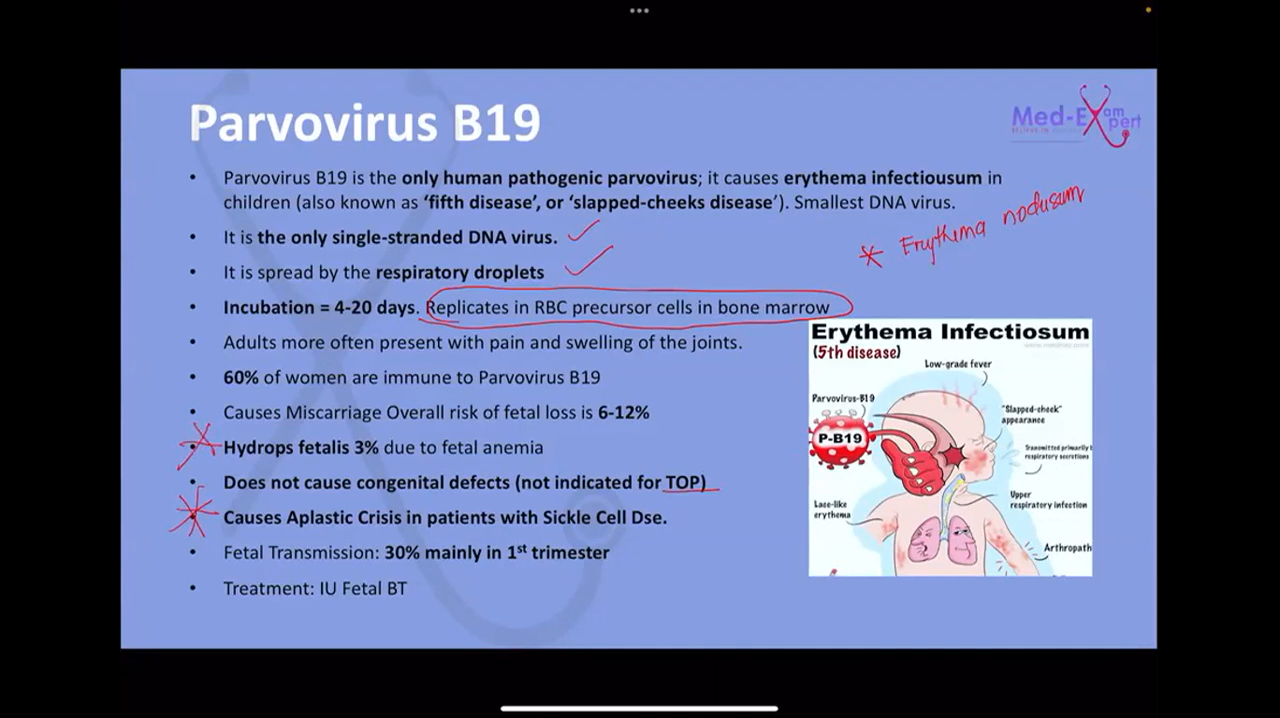 Parvovirus B19
Med-Exam
pert
• Parvovirus B19 is the only human pathogenic parvovirus; it causes erythema infectiousum in
children (also known as ‘fifth disease’, or ‘slapped-cheeks disease’). Smallest DNA virus.
• It is the only single-stranded DNA virus.
* Erythema nodusum
• It is spread by the respiratory droplets
• Incubation = 4-20 days. Replicates in RBC precursor cells in bone marrow
• Adults more often present with pain and swelling of the joints.
• 60% of women are immune to Parvovirus B19
• Causes Miscarriage Overall risk of fetal loss is 6-12%
• Hydrops fetalis 3% due to fetal anemia
• Does not cause congenital defects (not indicated for TOP)
• Causes Aplastic Crisis in patients with Sickle Cell Dse.
• Fetal Transmission: 30% mainly in 1st trimester
• Treatment: IU Fetal BT
Erythema Infectiosum
(5th disease)
Low-grade fever
Parvovirus-B19
P-B19
"Slapped-cheek"
appearance
Transmitted primarily
respiratory secretions
Lace-like
erythema
Upper
respiratory infection
Arthropath